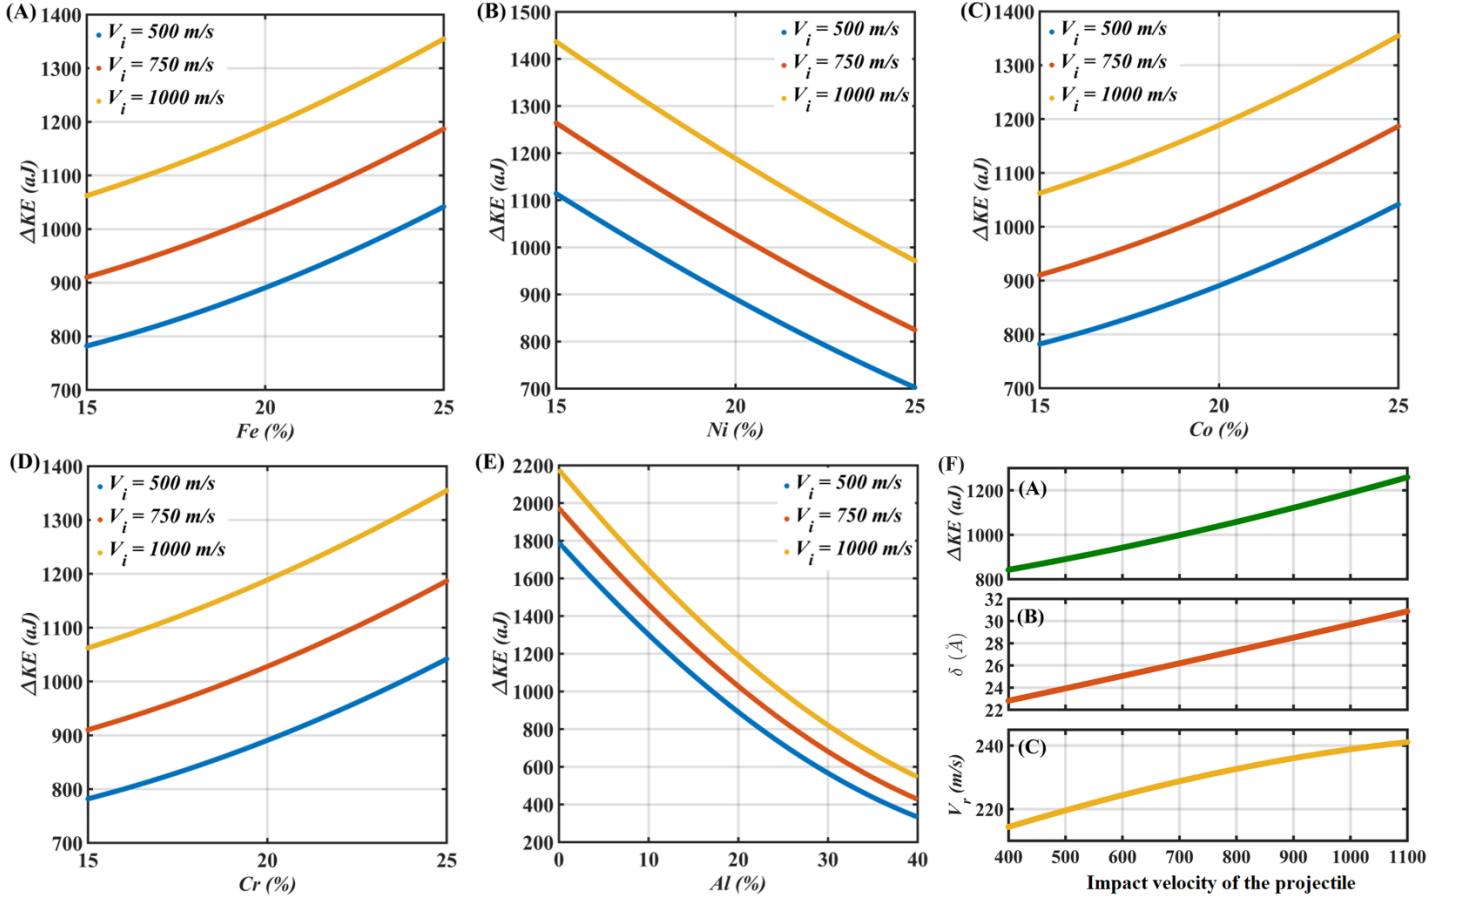 (A)
1400
1300
1200
1100
1000
900
800
700
ΔKE (aJ)
V_i = 500 m/s
V_i = 750 m/s
V_i = 1000 m/s
15 20 25
Fe (%)
(B)
1500
1400
1300
1200
1100
1000
900
800
700
ΔKE (aJ)
V_i = 500 m/s
V_i = 750 m/s
V_i = 1000 m/s
15 20 25
Ni (%)
(C)
1400
1300
1200
1100
1000
900
800
700
ΔKE (aJ)
V_i = 500 m/s
V_i = 750 m/s
V_i = 1000 m/s
15 20 25
Co (%)
(D)
1400
1300
1200
1100
1000
900
800
700
ΔKE (aJ)
V_i = 500 m/s
V_i = 750 m/s
V_i = 1000 m/s
15 20 25
Cr (%)
(E)
2200
2000
1800
1600
1400
1200
1000
800
600
400
200
ΔKE (aJ)
V_i = 500 m/s
V_i = 750 m/s
V_i = 1000 m/s
0 10 20 30 40
Al (%)
(F)
(A)
1200
1000
800
ΔKE (aJ)
(B)
32
30
28
26
24
22
δ (Å)
(C)
240
220
V_r (m/s)
400 500 600 700 800 900 1000 1100
Impact velocity of the projectile